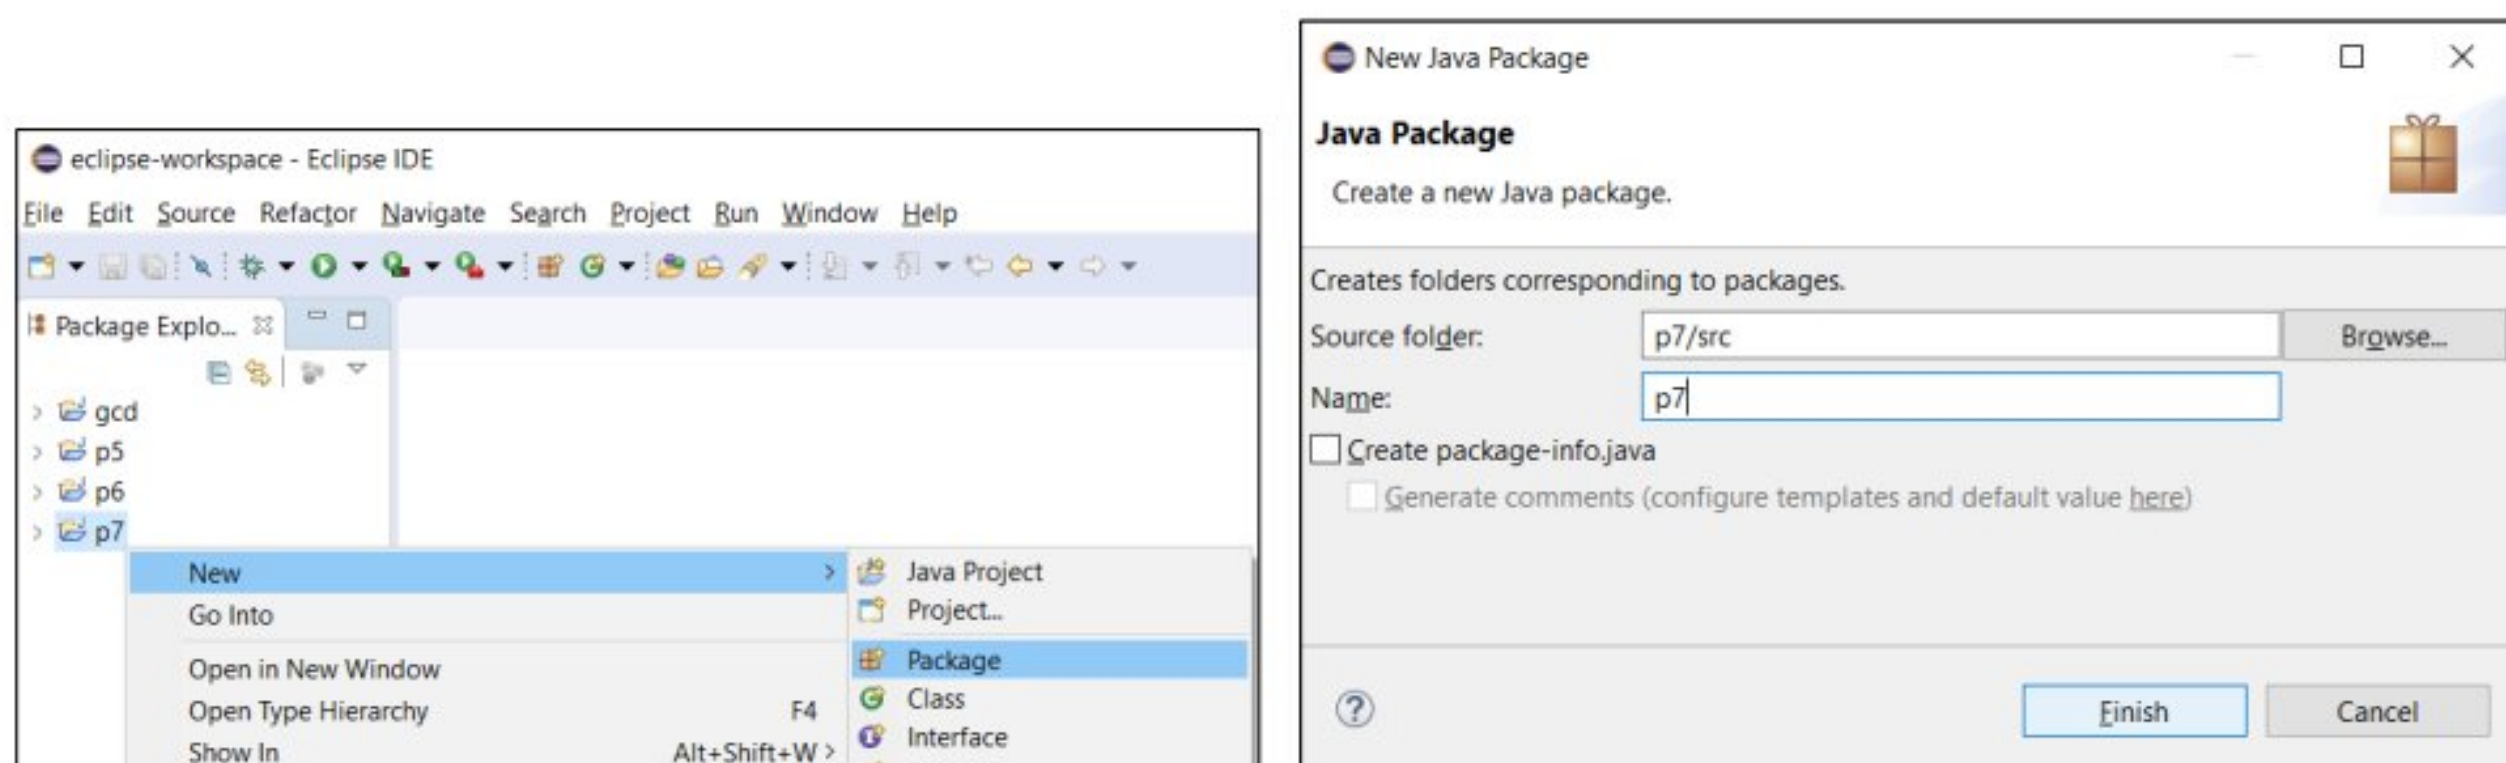 eclipse-workspace - Eclipse IDE
File Edit Source Refactor Navigate Search Project Run Window Help
Package Explo...
gcd
p5
p6
p7
New
Go Into
Open in New Window
Open Type Hierarchy F4
Show In Alt+Shift+W >
Java Project
Project...
Package
Class
Interface
New Java Package
Java Package
Create a new Java package.
Creates folders corresponding to packages.
Source folder: p7/src Browse...
Name: p7
Create package-info.java
Generate comments (configure templates and default value here)
Finish Cancel